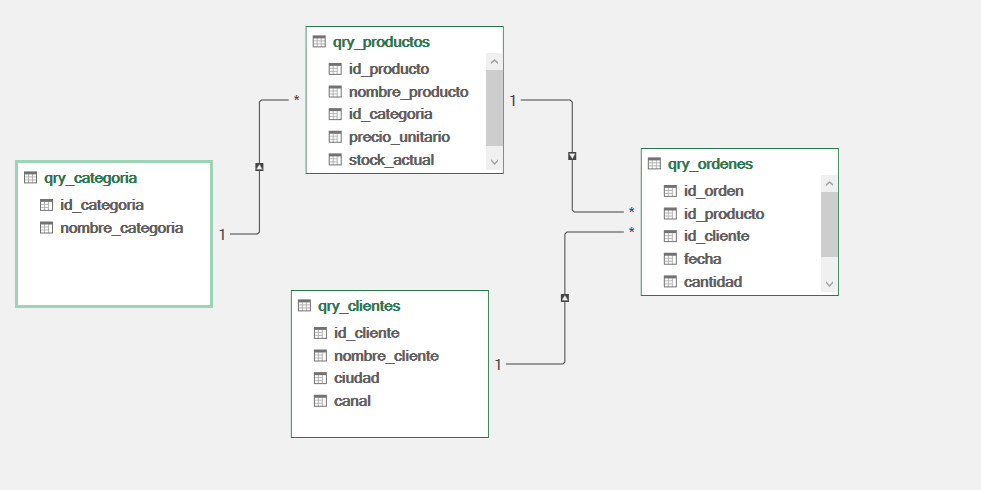 qry_productos
id_producto
nombre_producto
id_categoria
precio_unitario
stock_actual
* 1
qry_categoria
id_categoria
nombre_categoria
1
qry_ordenes
id_orden
id_producto
id_cliente
fecha
cantidad
*
*
qry_clientes
id_cliente
nombre_cliente
ciudad
canal
1